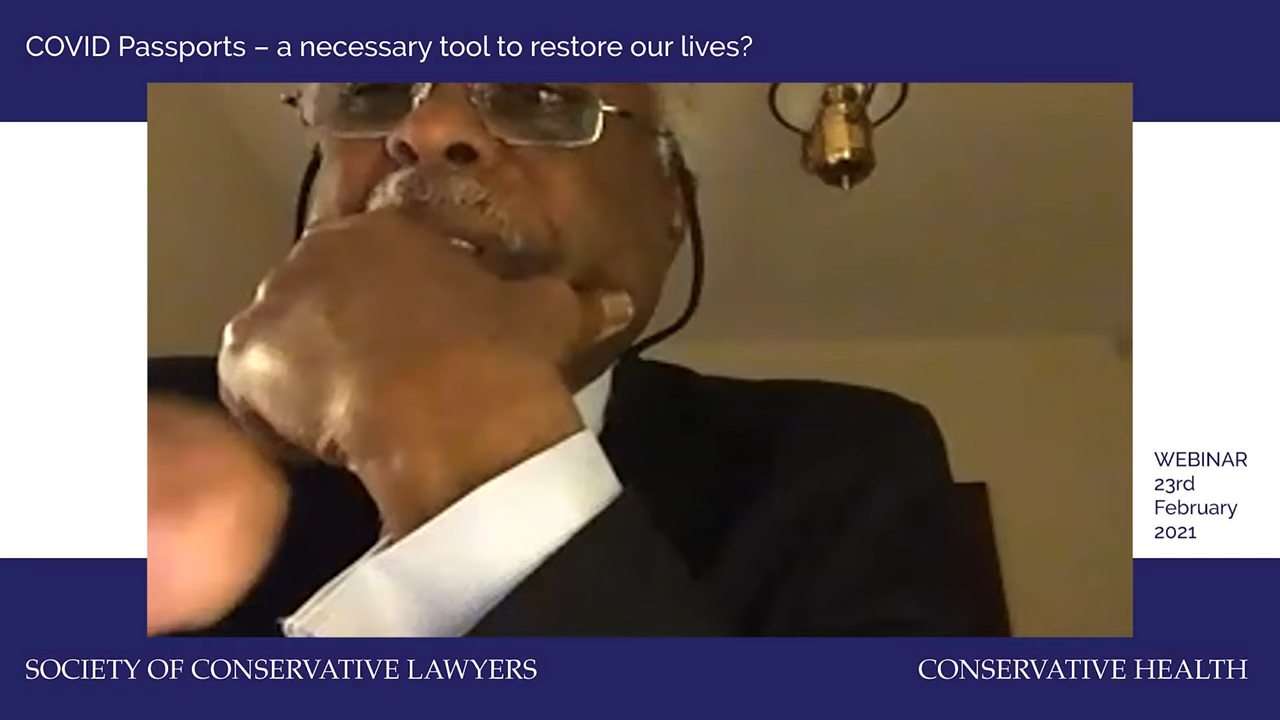 COVID Passports – a necessary tool to restore our lives?
WEBINAR
23rd
February
2021
SOCIETY OF CONSERVATIVE LAWYERS
CONSERVATIVE HEALTH